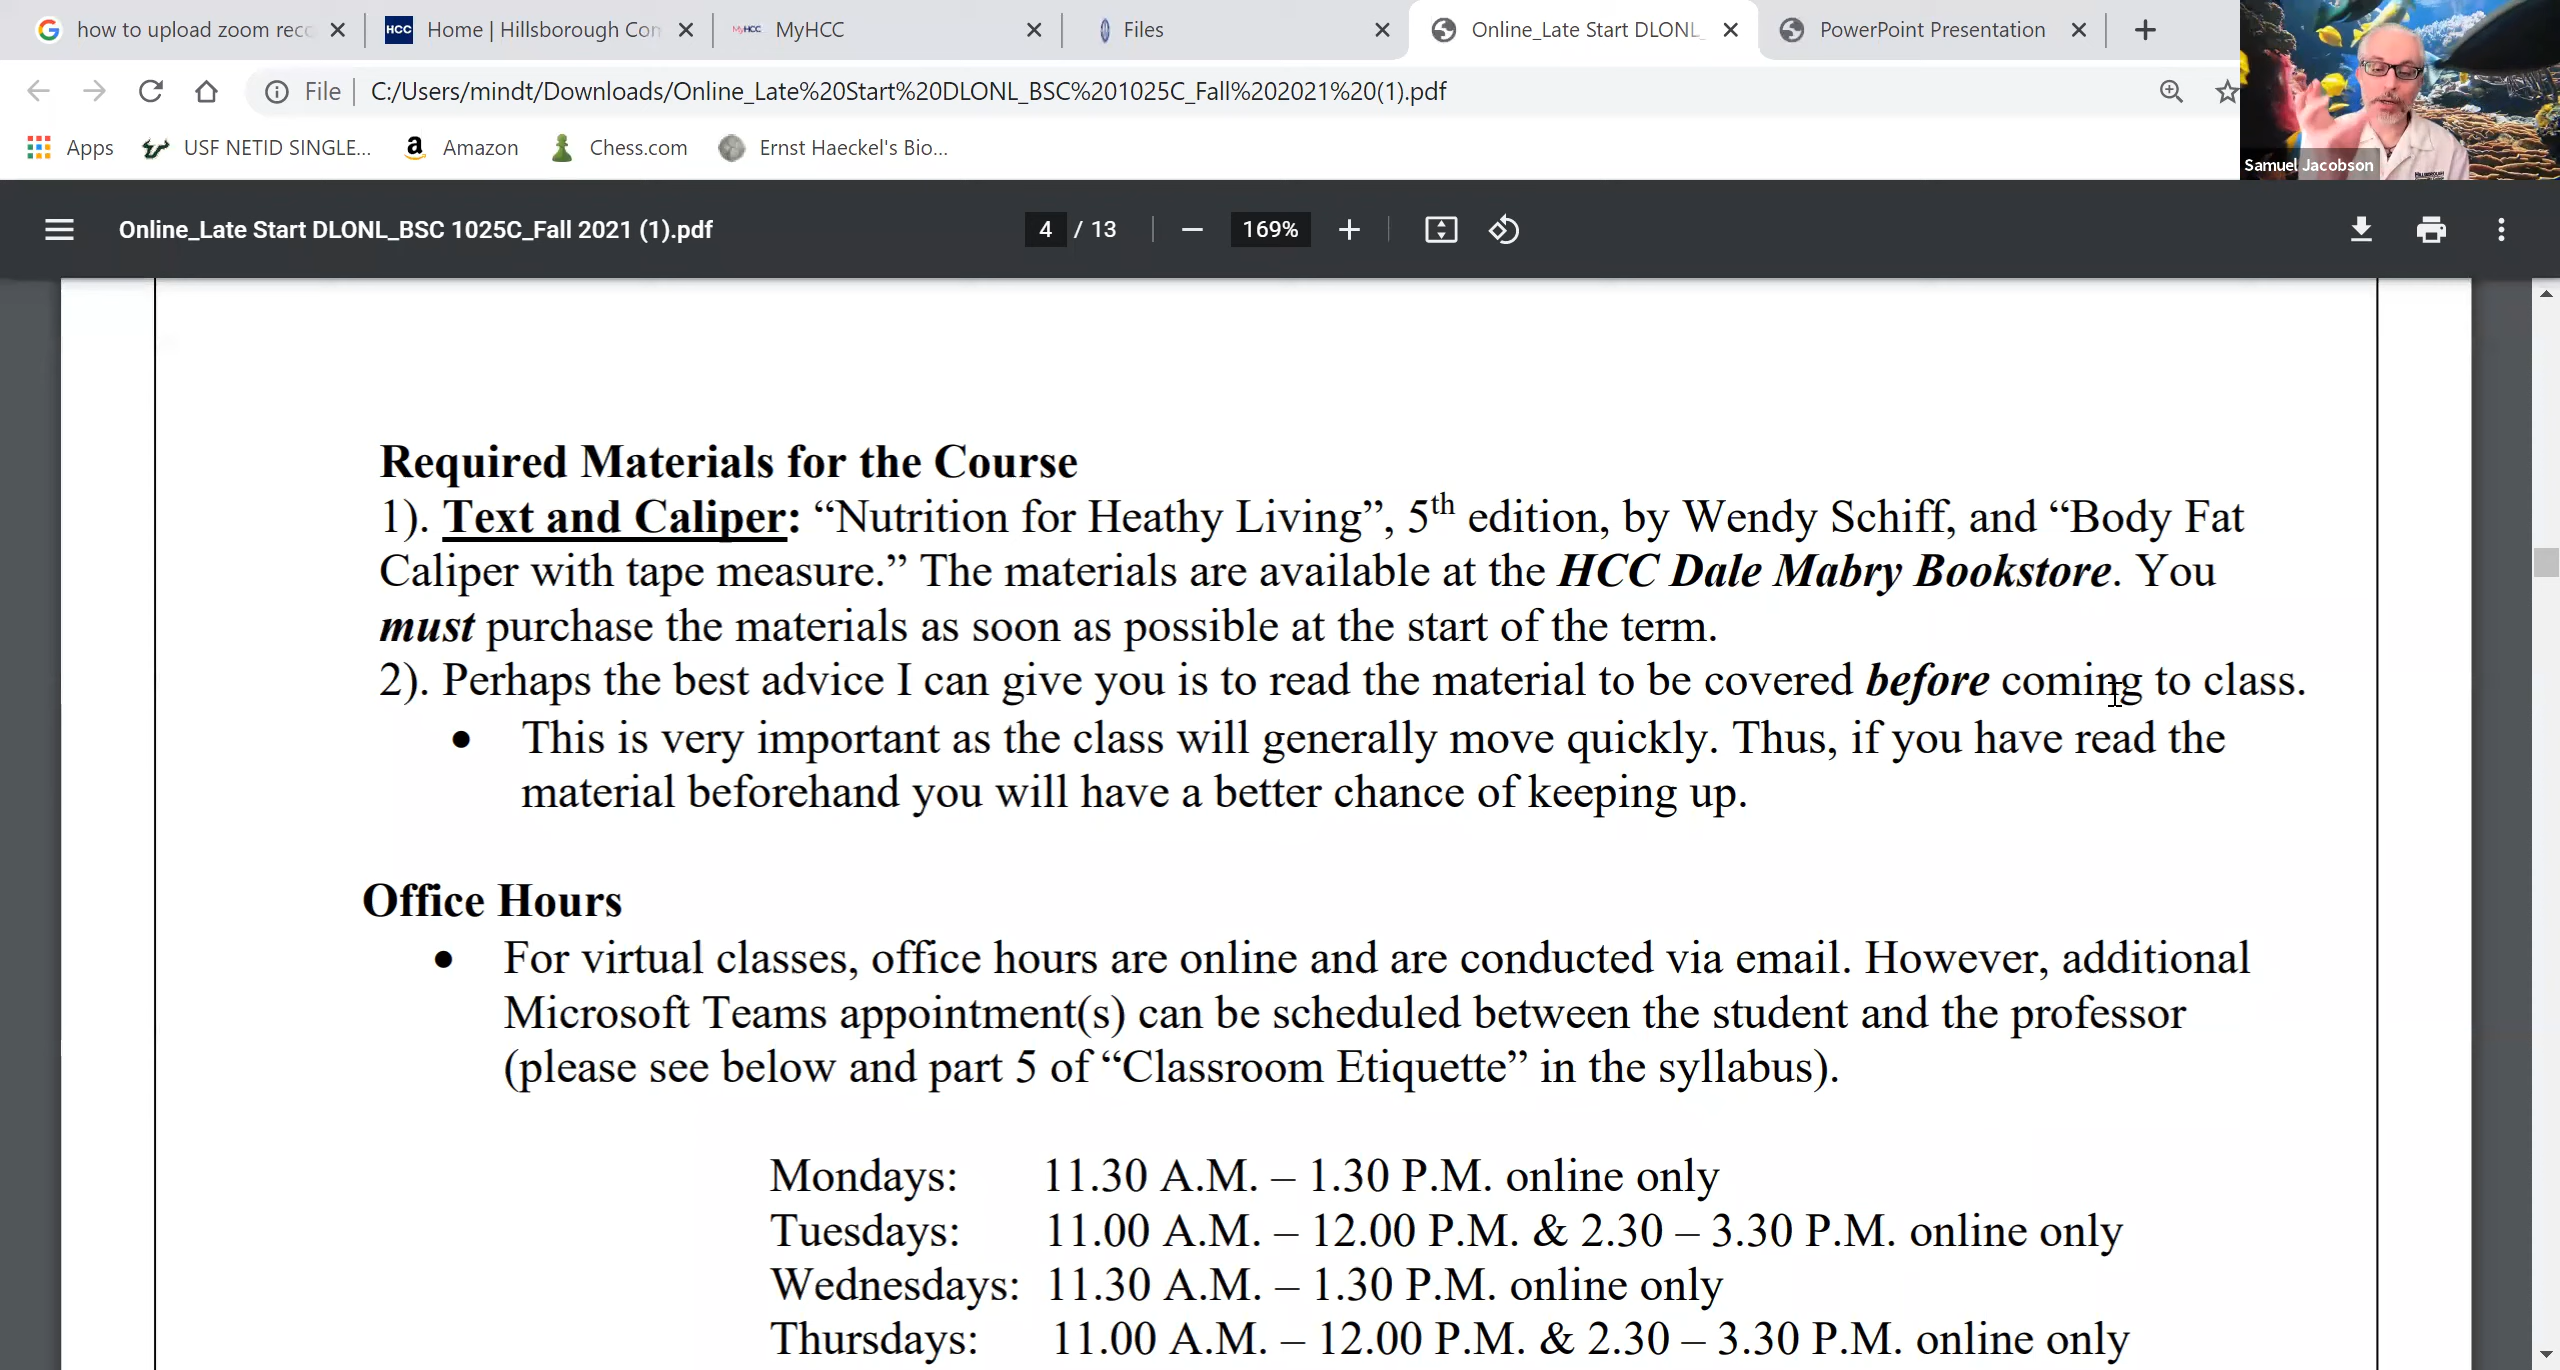 how to upload zoom reco
Home | Hillsborough Com
MyHCC
Files
Online_Late Start DLONL_
PowerPoint Presentation
File
C:/Users/mindt/Downloads/Online_Late%20Start%20DLONL_BSC%201025C_Fall%202021%20(1).pdf
Apps
USF NETID SINGLE...
Amazon
Chess.com
Ernst Haeckel's Bio...
Samuel Jacobson
Online_Late Start DLONL_BSC 1025C_Fall 2021 (1).pdf
4 / 13
169%
Required Materials for the Course
1). Text and Caliper: “Nutrition for Heathy Living”, 5th edition, by Wendy Schiff, and “Body Fat
Caliper with tape measure.” The materials are available at the HCC Dale Mabry Bookstore. You
must purchase the materials as soon as possible at the start of the term.
2). Perhaps the best advice I can give you is to read the material to be covered before coming to class.
• This is very important as the class will generally move quickly. Thus, if you have read the
material beforehand you will have a better chance of keeping up.
Office Hours
• For virtual classes, office hours are online and are conducted via email. However, additional
Microsoft Teams appointment(s) can be scheduled between the student and the professor
(please see below and part 5 of “Classroom Etiquette” in the syllabus).
Mondays: 11.30 A.M. – 1.30 P.M. online only
Tuesdays: 11.00 A.M. – 12.00 P.M. & 2.30 – 3.30 P.M. online only
Wednesdays: 11.30 A.M. – 1.30 P.M. online only
Thursdays: 11.00 A.M. – 12.00 P.M. & 2.30 – 3.30 P.M. online only